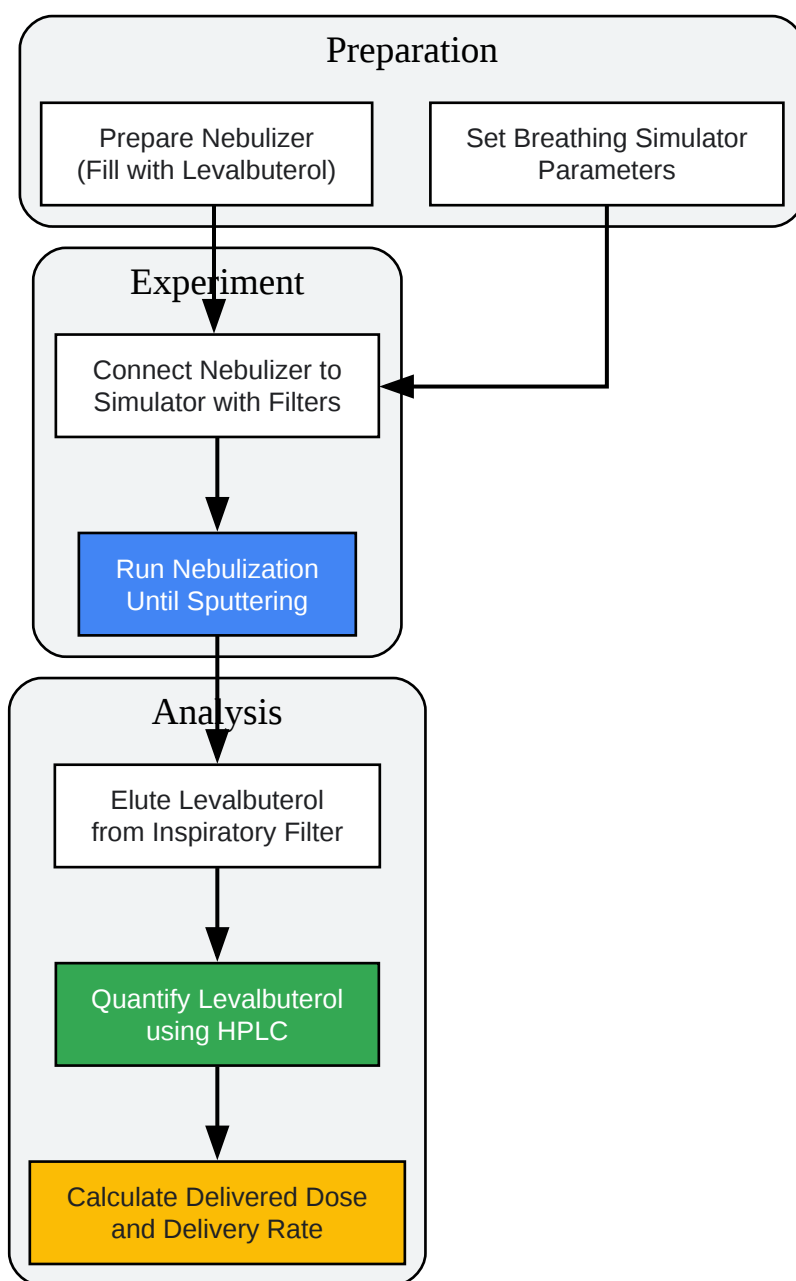 Preparation
Prepare Nebulizer
(Fill with Levalbuterol)
Set Breathing Simulator
Parameters
Experiment
Connect Nebulizer to
Simulator with Filters
Run Nebulization
Until Sputtering
Analysis
Elute Levalbuterol
from Inspiratory Filter
Quantify Levalbuterol
using HPLC
Calculate Delivered Dose
and Delivery Rate